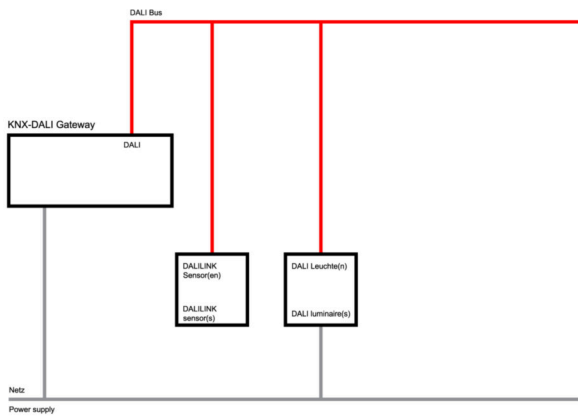 DALI Bus
KNX-DALI Gateway
DALI
DALILINK
Sensor(en)
DALILINK
sensor(s)
DALI Leuchte(n)
DALI luminaire(s)
Netz
Power supply